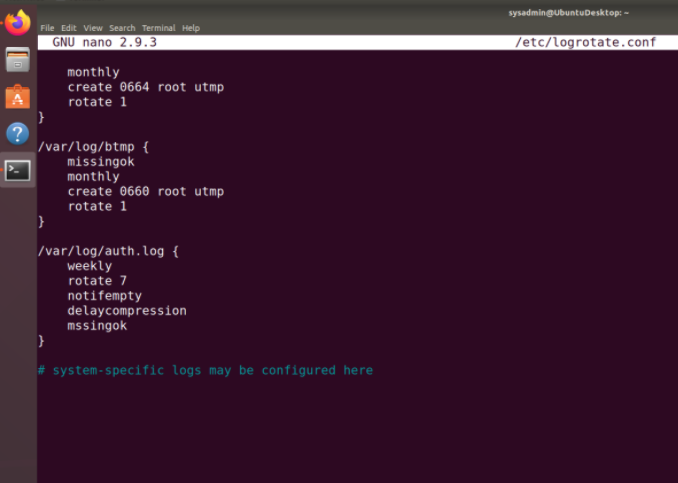 sysadmin@UbuntuDesktop: ~
File Edit View Search Terminal Help
GNU nano 2.9.3 /etc/logrotate.conf
monthly
create 0664 root utmp
rotate 1
}
/var/log/btmp {
missingok
monthly
create 0660 root utmp
rotate 1
}
/var/log/auth.log {
weekly
rotate 7
notifempty
delaycompression
mssingok
}
# system-specific logs may be configured here